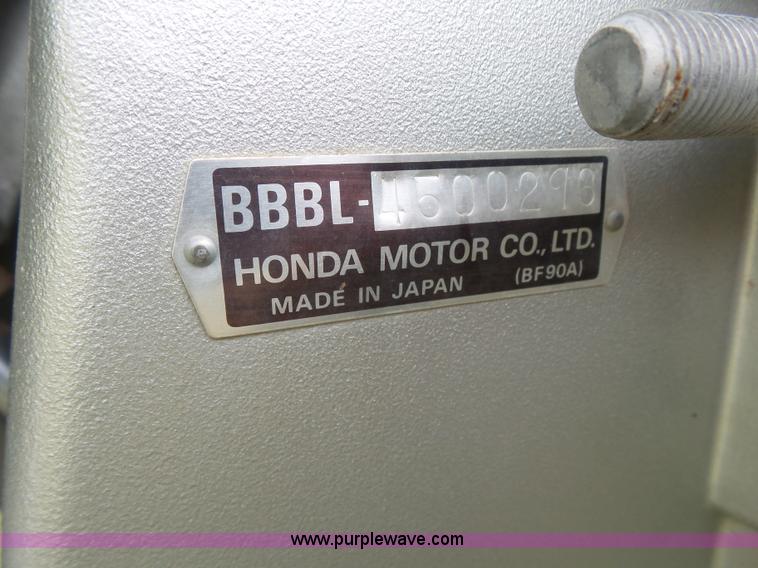 BBBL-4500293
HONDA MOTOR CO., LTD.
MADE IN JAPAN (BF90A)
www.purplewave.com